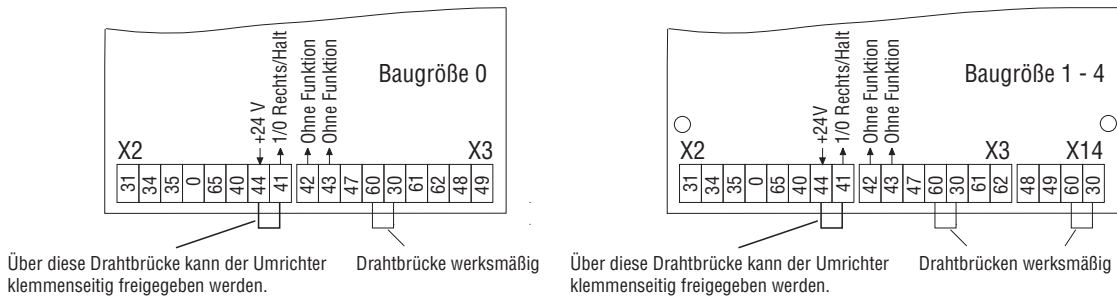 Baugröße 0
+24 V
1/0 Rechts/Halt
Ohne Funktion
Ohne Funktion
X2 X3
31 34 35 0 65 40 44 41 42 43 47 60 30 61 62 48 49
Über diese Drahtbrücke kann der Umrichter
klemmenseitig freigegeben werden.
Drahtbrücke werksmäßig
Baugröße 1 - 4
+24V
1/0 Rechts/Halt
Ohne Funktion
Ohne Funktion
X2 X3 X14
31 34 35 0 65 40 44 41 42 43 47 60 30 61 62 48 49 60 30
Über diese Drahtbrücke kann der Umrichter
klemmenseitig freigegeben werden.
Drahtbrücken werksmäßig